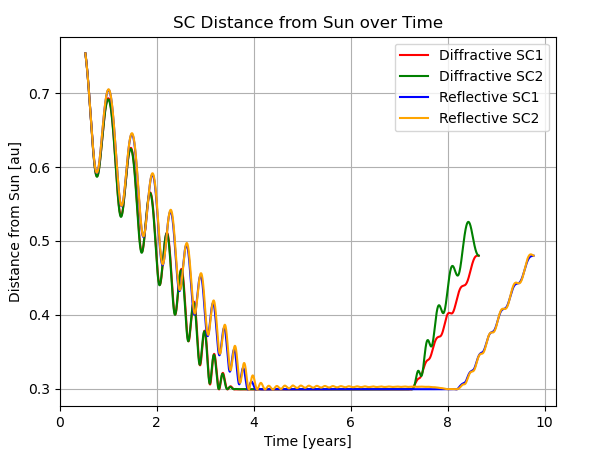 SC Distance from Sun over Time
Distance from Sun [au]
0.7
0.6
0.5
0.4
0.3
Diffractive SC1
Diffractive SC2
Reflective SC1
Reflective SC2
0 2 4 6 8 10
Time [years]